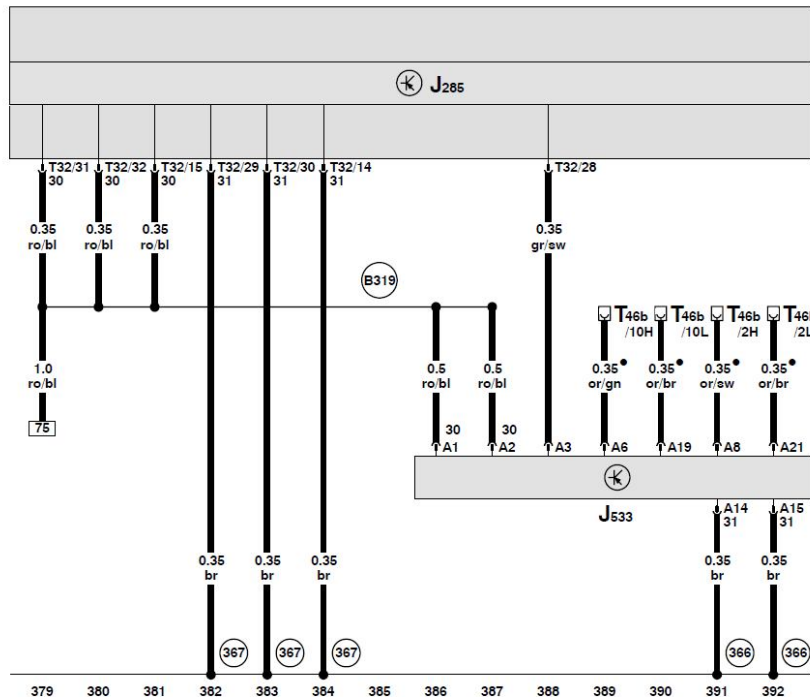 J285
T32/31 T32/32 T32/15 T32/29 T32/30 T32/14 T32/28
30 30 30 31 31 31
0.35 0.35 0.35 0.35
ro/bl ro/bl ro/bl gr/sw
B319
T46b T46b T46b T46b
/10H /10L /2H /2L
1.0 0.5 0.5 0.35 0.35 0.35 0.35
ro/bl ro/bl ro/bl or/gn or/br or/sw or/br
75
30 30
A1 A2 A3 A6 A19 A8 A21
J533
A14 A15
31 31
0.35 0.35 0.35 0.35 0.35
br br br br br
367 367 367 366 366
379 380 381 382 383 384 385 386 387 388 389 390 391 392